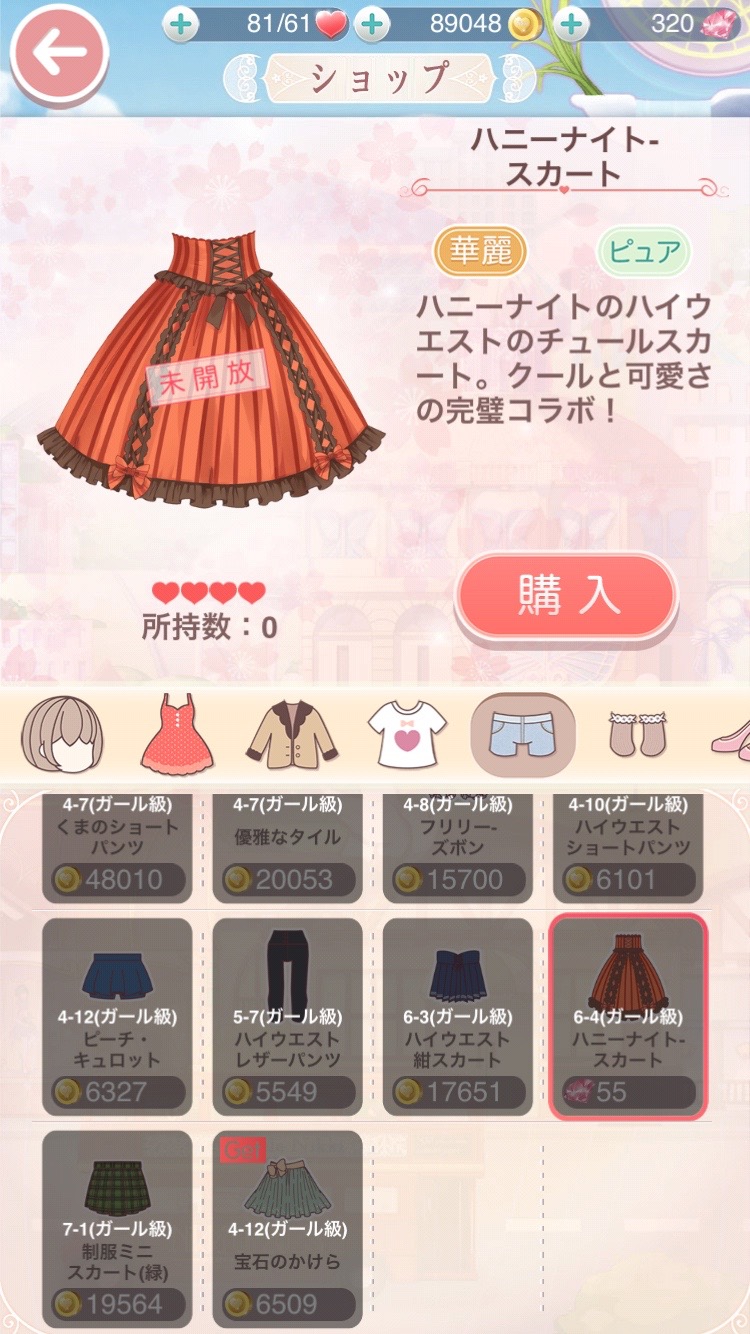 81/61
89048
320
ショップ
ハニーナイト-
スカート
華麗
ピュア
ハニーナイトのハイウ
エストのチュールスカ
ート。クールと可愛さ
の完璧コラボ！
未開放
所持数：0
購入
4-7(ガール級)
くまのショート
パンツ
48010
4-7(ガール級)
優雅なタイル
20053
4-8(ガール級)
フリリー-
ズボン
15700
4-10(ガール級)
ハイウエスト
ショートパンツ
6101
4-12(ガール級)
ピーチ・
キュロット
6327
5-7(ガール級)
ハイウエスト
レザーパンツ
5549
6-3(ガール級)
ハイウエスト
紺スカート
17651
6-4(ガール級)
ハニーナイト-
スカート
55
7-1(ガール級)
制服ミニ
スカート(緑)
19564
Get
4-12(ガール級)
宝石のかけら
6509